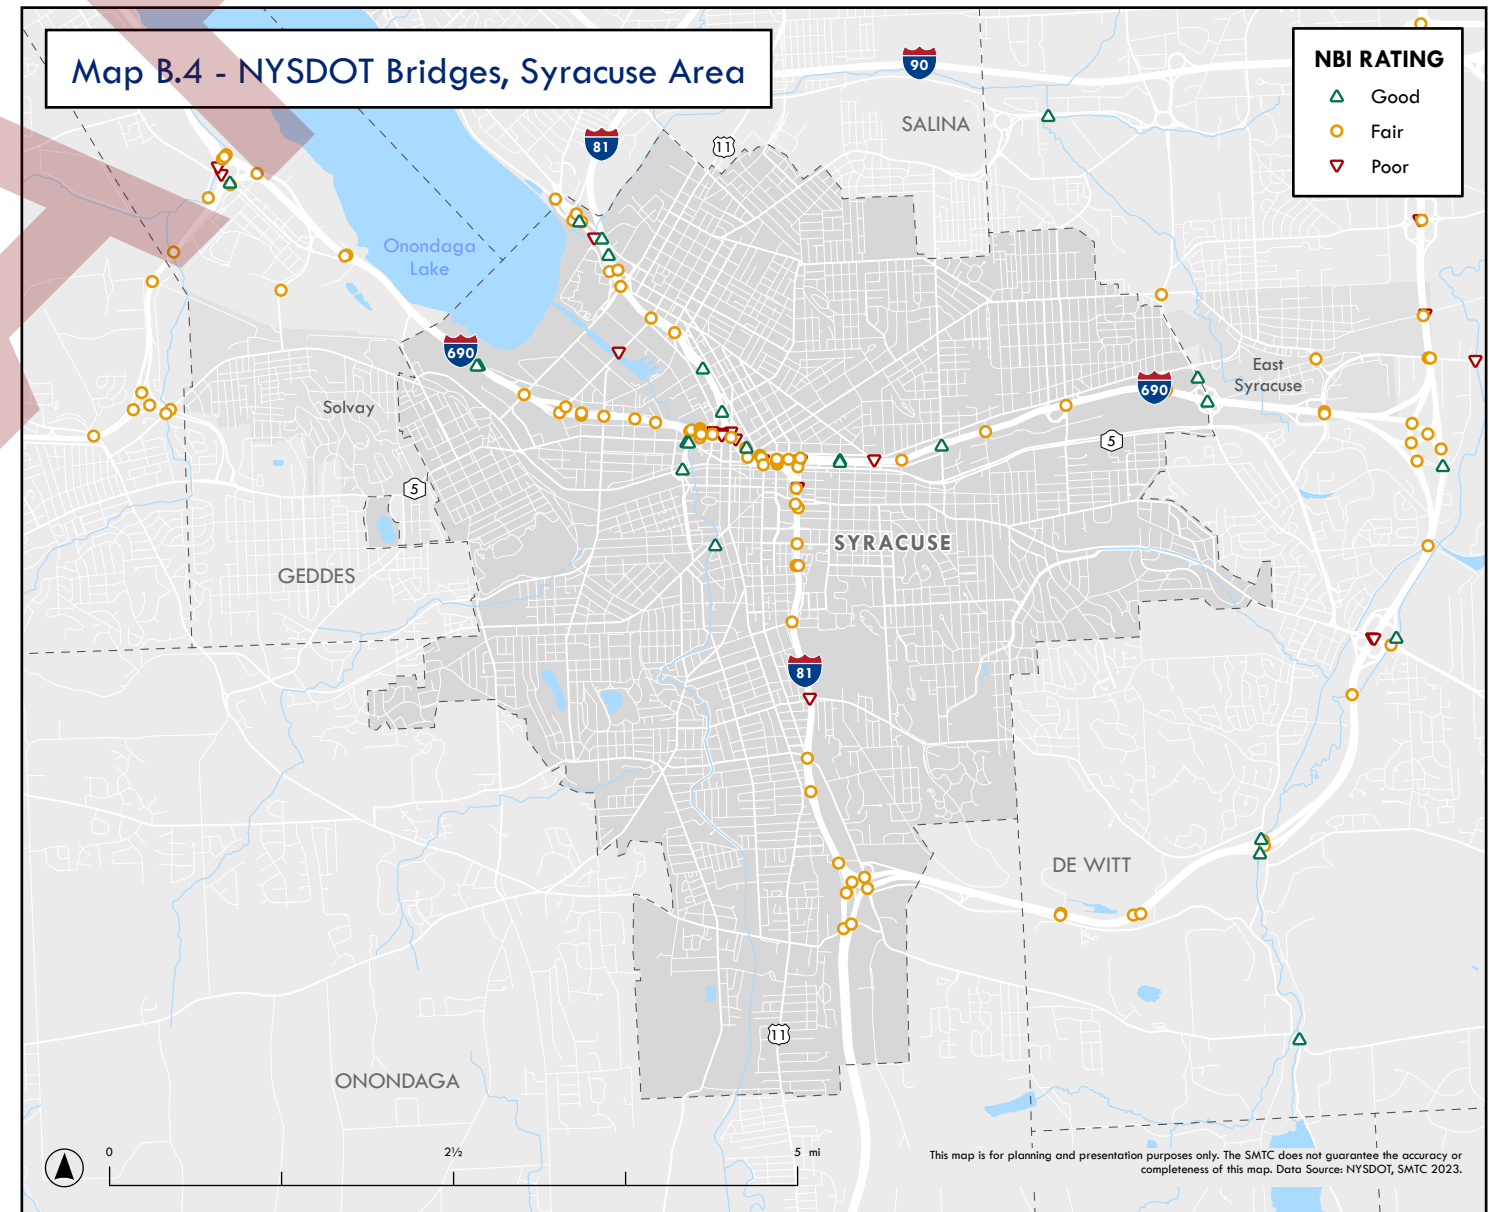 Map B.4 - NYSDOT Bridges, Syracuse Area
NBI RATING
Good
Fair
Poor
90
SALINA
81
11
Onondaga
Lake
690
Solvay
East
Syracuse
690
5
5
SYRACUSE
GEDDES
81
DE WITT
11
ONONDAGA
0
2½
5 mi
This map is for planning and presentation purposes only. The SMTC does not guarantee the accuracy or
completeness of this map. Data Source: NYSDOT, SMTC 2023.